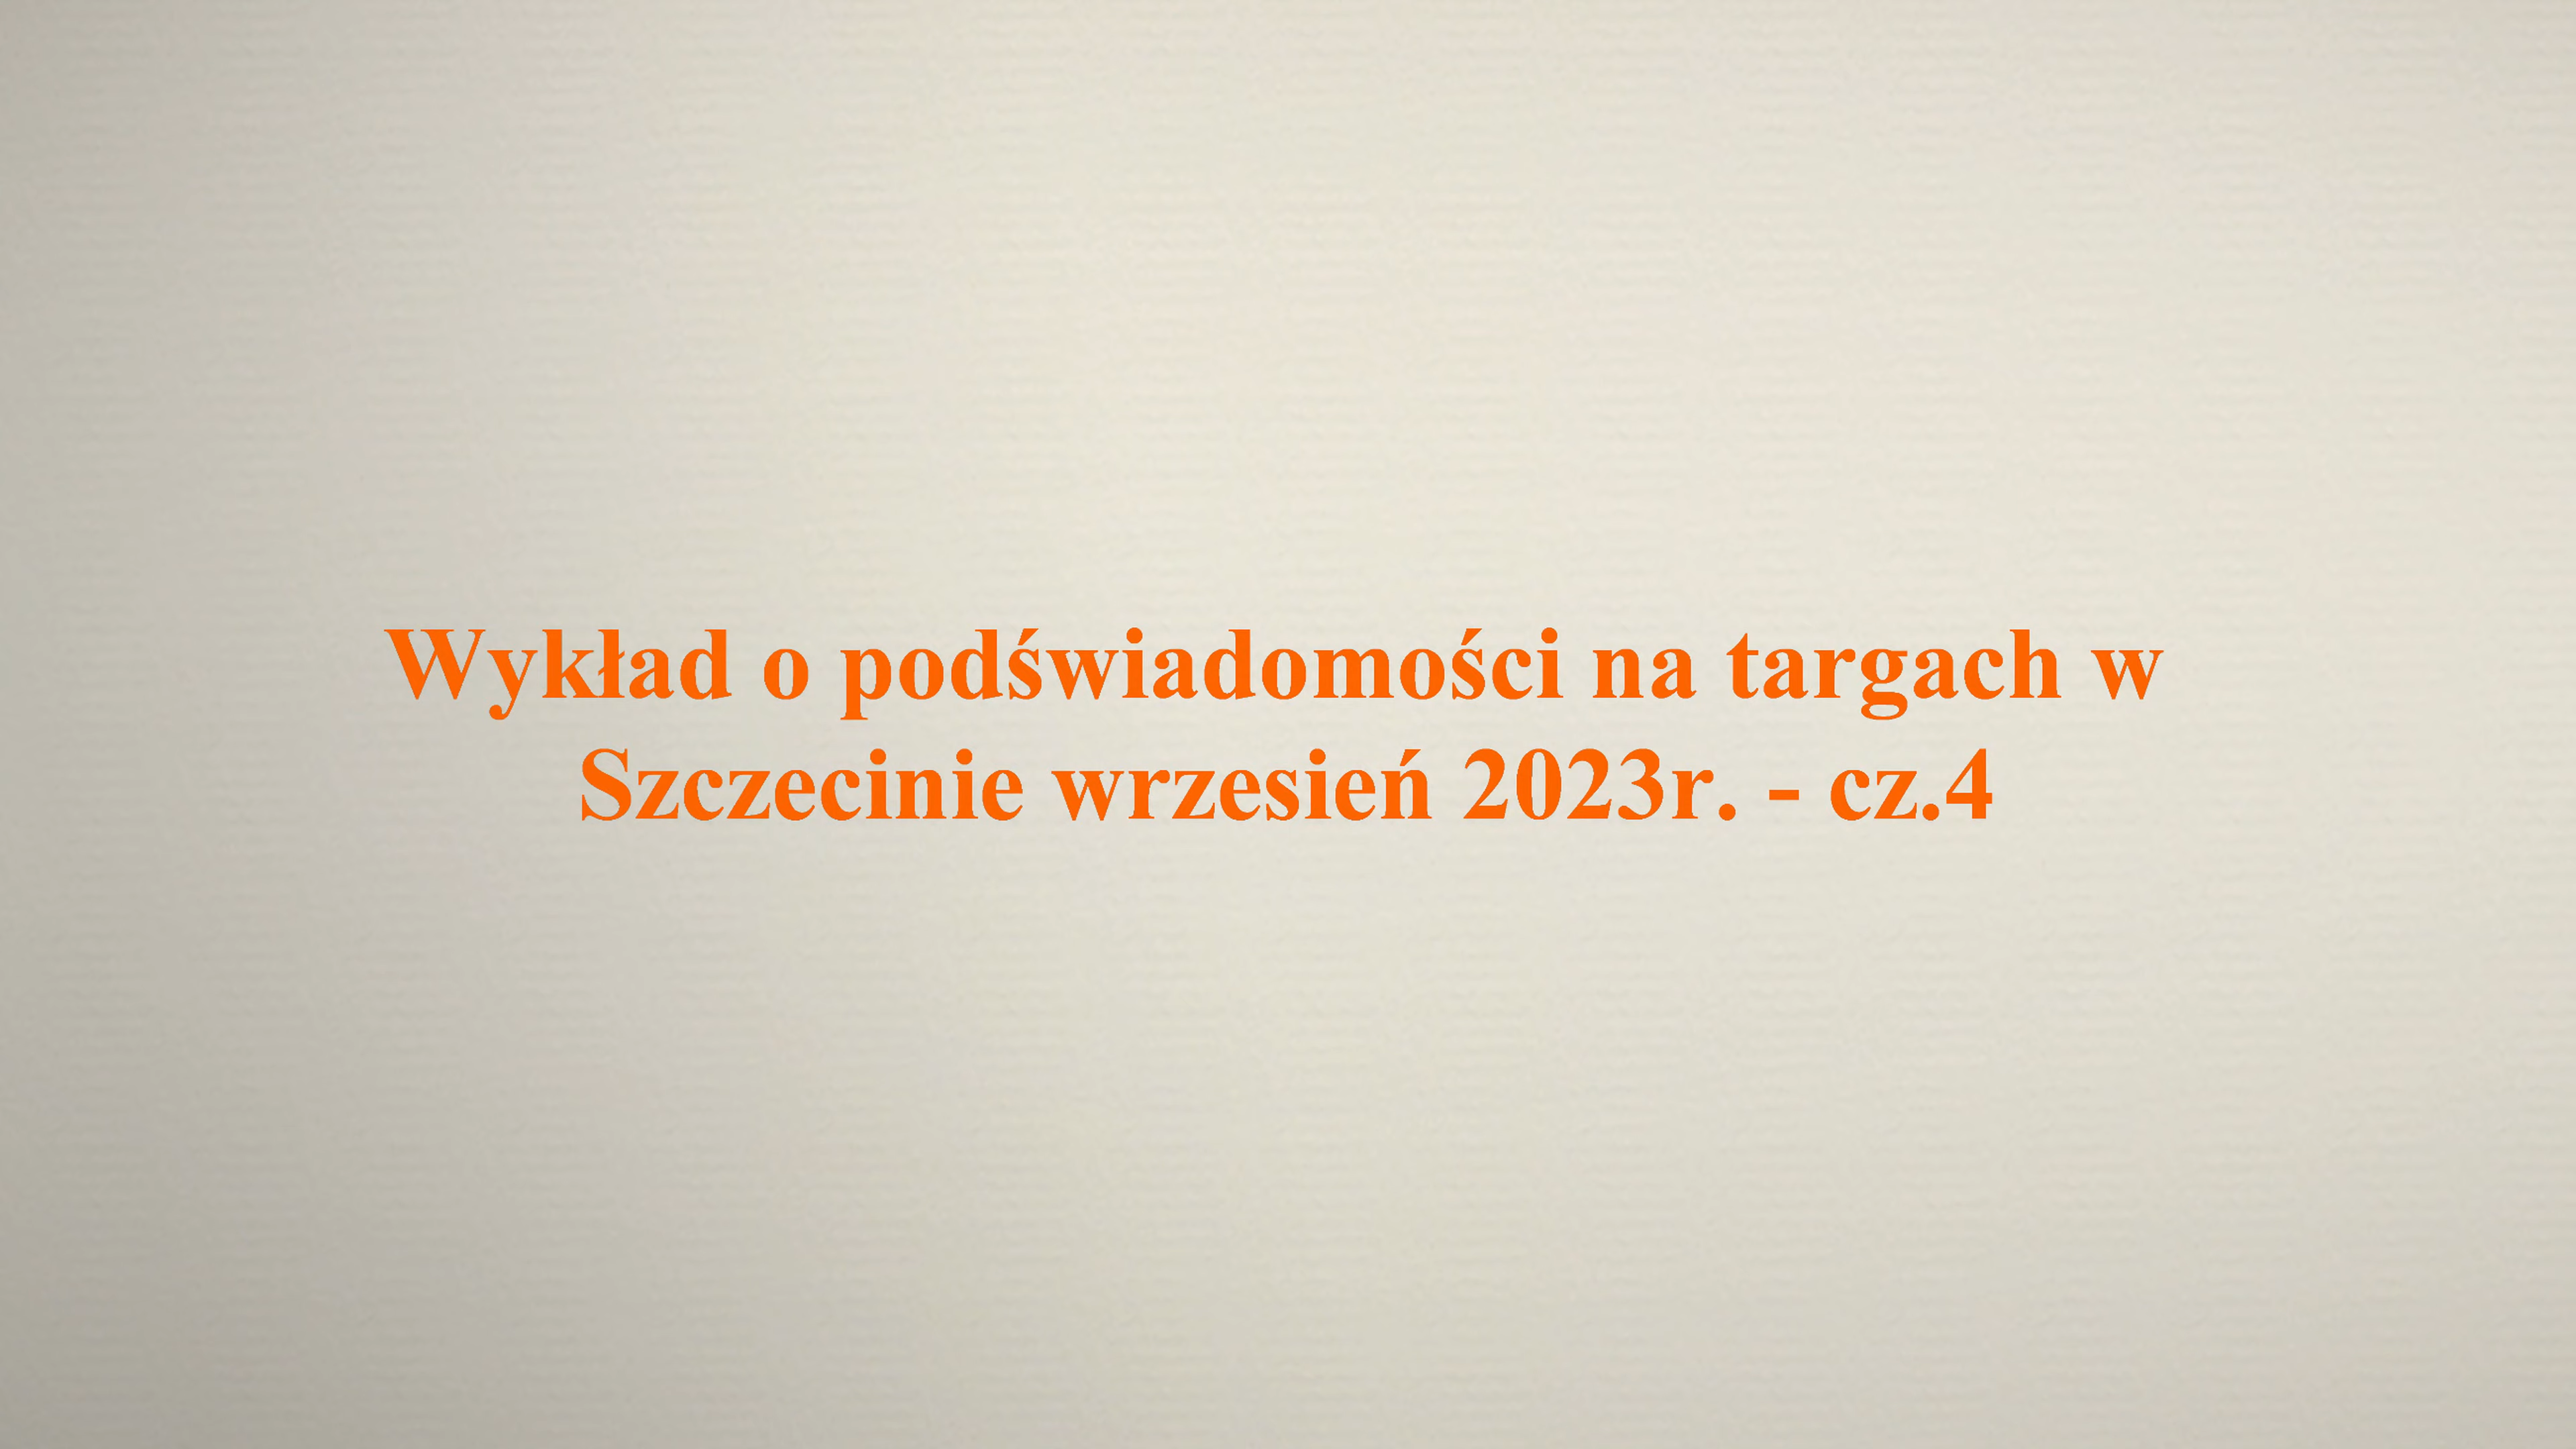 Wykład o podświadomości na targach w
Szczecinie wrzesień 2023r. - cz.4